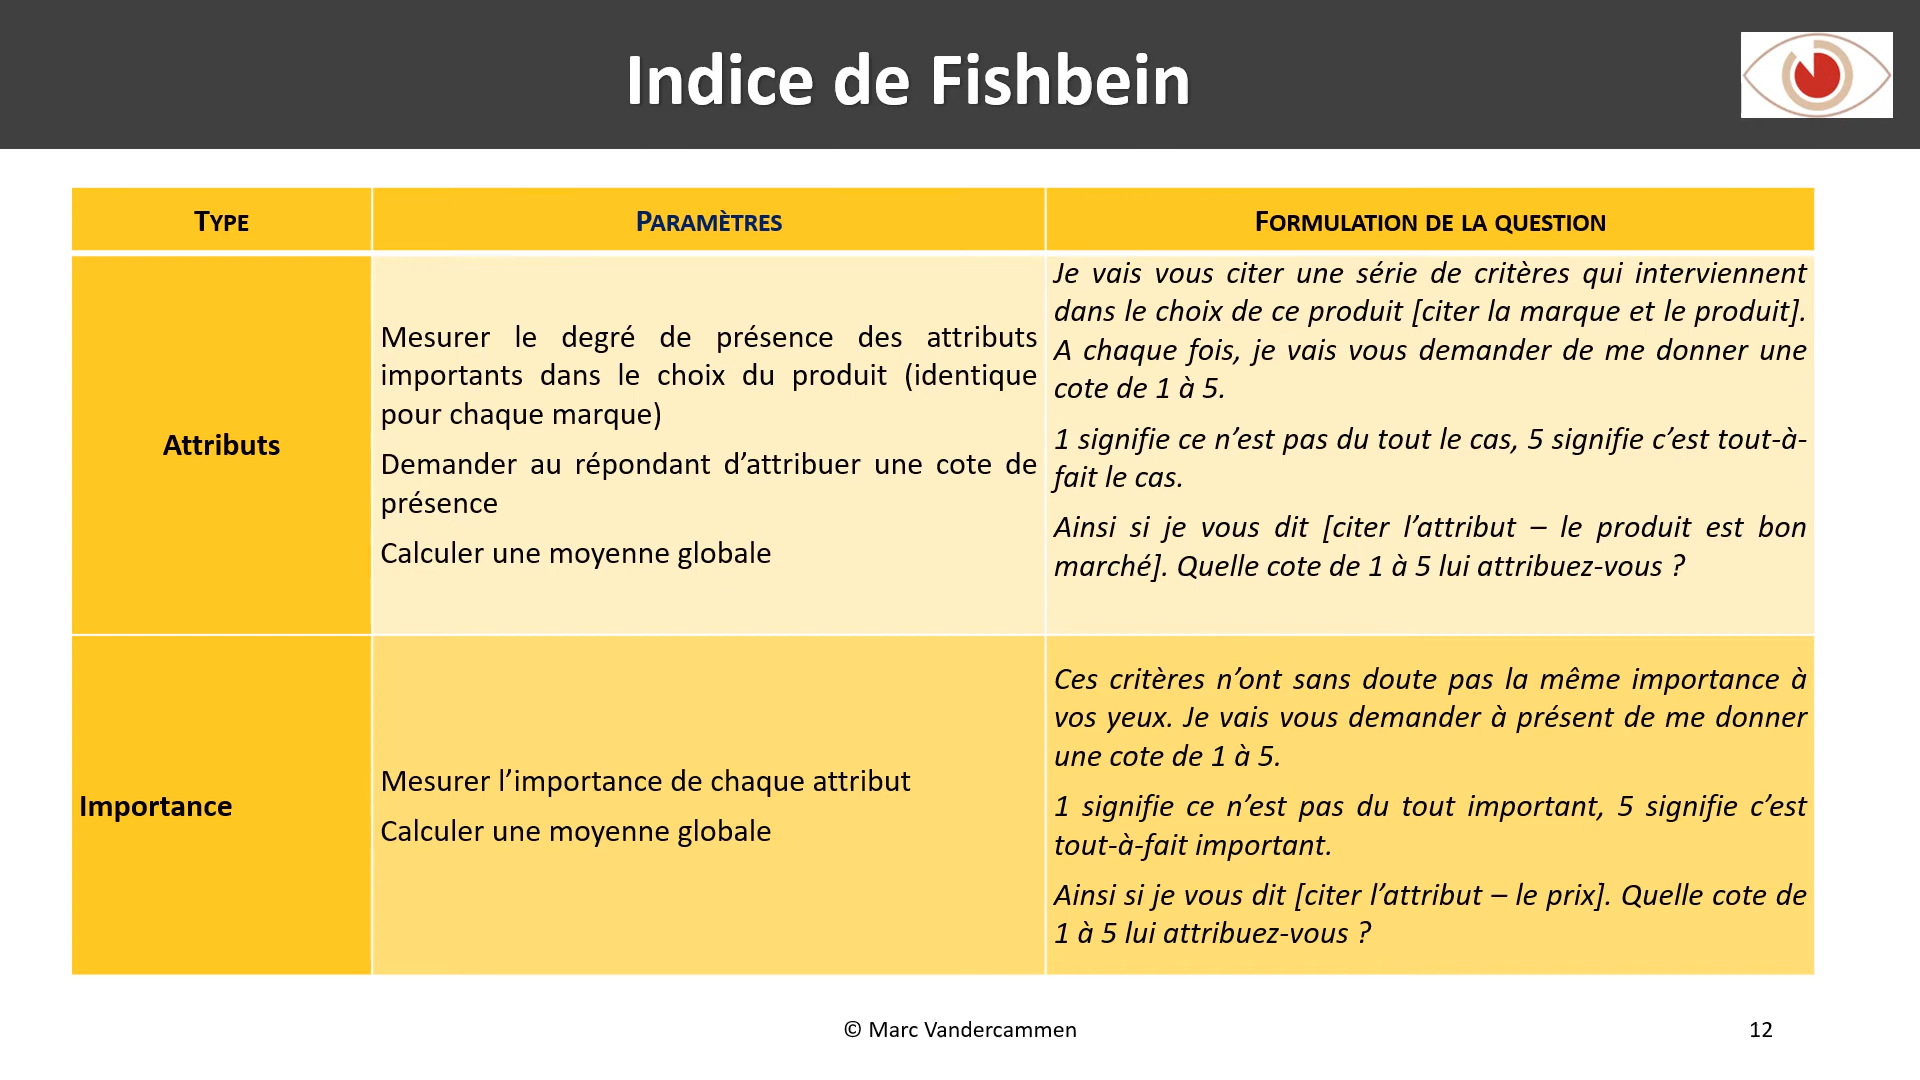 Indice de Fishbein
TYPE
PARAMÈTRES
FORMULATION DE LA QUESTION
Attributs
Mesurer le degré de présence des attributs
importants dans le choix du produit (identique
pour chaque marque)
Demander au répondant d’attribuer une cote de
présence
Calculer une moyenne globale
Je vais vous citer une série de critères qui interviennent
dans le choix de ce produit [citer la marque et le produit].
A chaque fois, je vais vous demander de me donner une
cote de 1 à 5.
1 signifie ce n’est pas du tout le cas, 5 signifie c’est tout-à-
fait le cas.
Ainsi si je vous dit [citer l’attribut – le produit est bon
marché]. Quelle cote de 1 à 5 lui attribuez-vous ?
Importance
Mesurer l’importance de chaque attribut
Calculer une moyenne globale
Ces critères n’ont sans doute pas la même importance à
vos yeux. Je vais vous demander à présent de me donner
une cote de 1 à 5.
1 signifie ce n’est pas du tout important, 5 signifie c’est
tout-à-fait important.
Ainsi si je vous dit [citer l’attribut – le prix]. Quelle cote de
1 à 5 lui attribuez-vous ?
© Marc Vandercammen
12